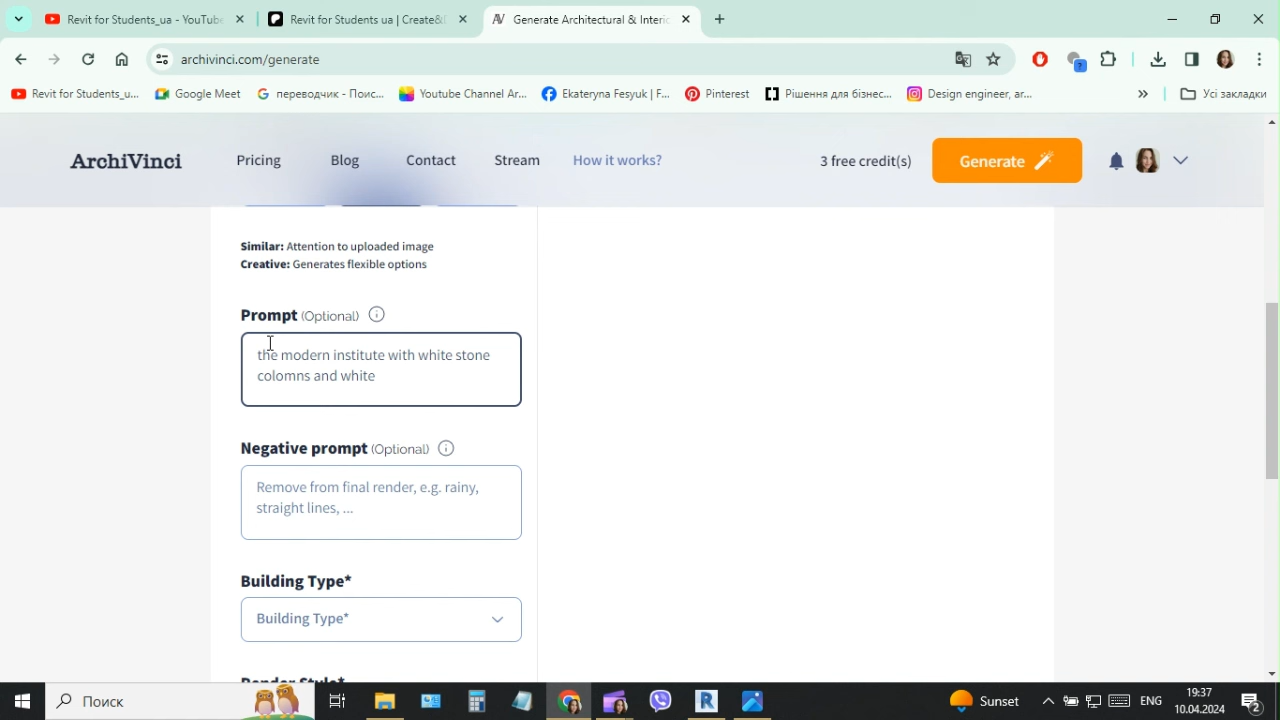 Revit for Students_ua - YouTube
Revit for Students ua | Create&D
Generate Architectural & Interio
archivinci.com/generate
Revit for Students_u...
Google Meet
переводчик - Поис...
Youtube Channel Ar...
Ekateryna Fesyuk | F...
Pinterest
Рішення для бізнес...
Design engineer, ar...
Усі закладки
ArchiVinci
Pricing
Blog
Contact
Stream
How it works?
3 free credit(s)
Generate
Similar: Attention to uploaded image
Creative: Generates flexible options
Prompt (Optional)
the modern institute with white stone
colomns and white
Negative prompt (Optional)
Remove from final render, e.g. rainy,
straight lines, ...
Building Type*
Building Type*
Render Style*
Поиск
Sunset
ENG
19:37
10.04.2024
2